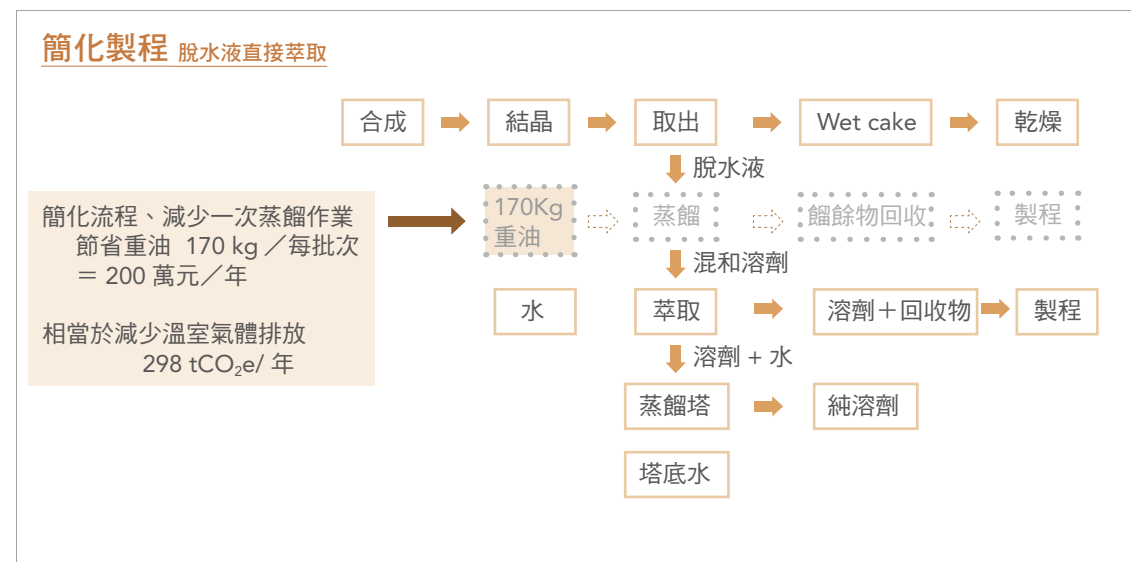 簡化製程 脫水液直接萃取
合成 結晶 取出 Wet cake 乾燥
脫水液
簡化流程、減少一次蒸餾作業
節省重油 170 kg／每批次
＝ 200 萬元／年
相當於減少溫室氣體排放
298 tCO₂e/ 年
170Kg
重油
蒸餾 餾餘物回收 製程
混和溶劑
水 萃取 溶劑＋回收物 製程
溶劑 + 水
蒸餾塔 純溶劑
塔底水